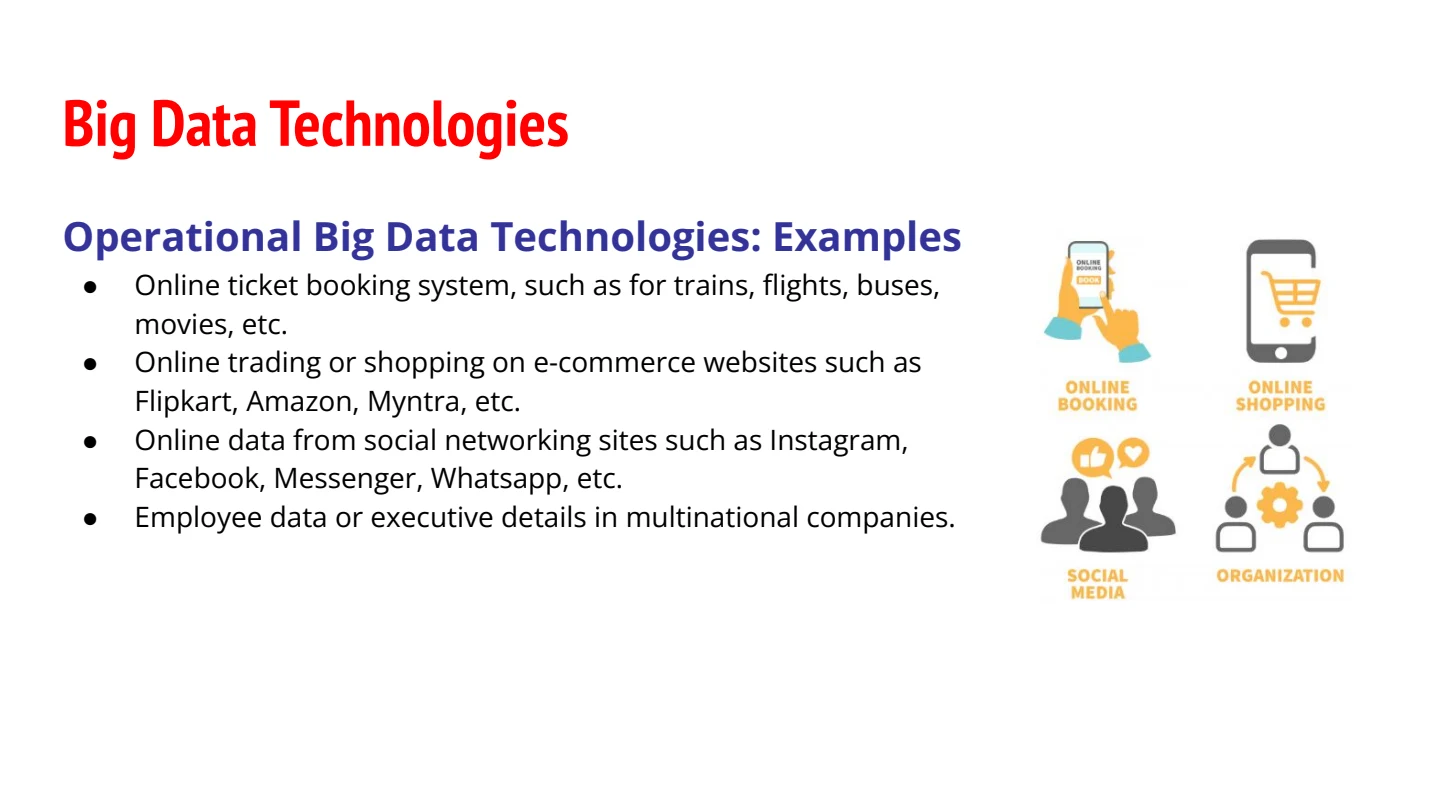 Big Data Technologies
Operational Big Data Technologies: Examples
● Online ticket booking system, such as for trains, flights, buses,
movies, etc.
● Online trading or shopping on e-commerce websites such as
Flipkart, Amazon, Myntra, etc.
● Online data from social networking sites such as Instagram,
Facebook, Messenger, Whatsapp, etc.
● Employee data or executive details in multinational companies.
ONLINE
BOOKING
BOOK
ONLINE
BOOKING
ONLINE
SHOPPING
SOCIAL
MEDIA
ORGANIZATION